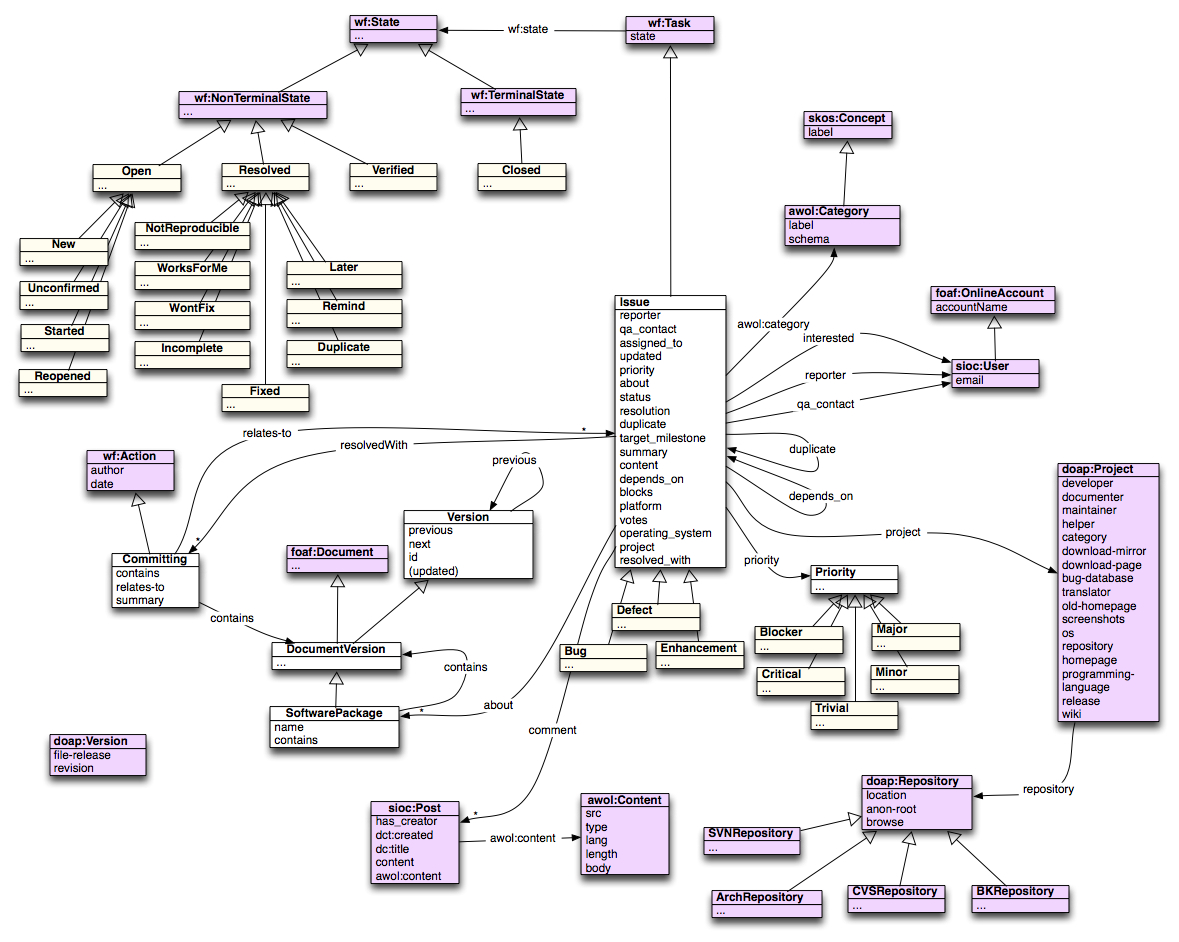 wf:State
...
wf:state
wf:Task
state
wf:NonTerminalState
...
wf:TerminalState
...
skos:Concept
label
Open
...
Resolved
...
Verified
...
Closed
...
awol:Category
label
schema
New
...
Unconfirmed
...
Started
...
Reopened
...
NotReproducible
...
WorksForMe
...
WontFix
...
Incomplete
...
Later
...
Remind
...
Duplicate
...
Fixed
...
Issue
reporter
qa_contact
assigned_to
updated
priority
about
status
resolution
duplicate
target_milestone
summary
content
depends_on
blocks
platform
votes
operating_system
project
resolved_with
awol:category
interested
reporter
qa_contact
duplicate
depends_on
project
priority
foaf:OnlineAccount
accountName
sioc:User
email
relates-to
*
resolvedWith
*
wf:Action
author
date
Committing
contains
relates-to
summary
contains
previous
Version
previous
next
id
(updated)
foaf:Document
...
DocumentVersion
...
contains
SoftwarePackage
name
contains
*
about
comment
*
Defect
...
Bug
...
Enhancement
...
Priority
...
Blocker
...
Major
...
Critical
...
Minor
...
Trivial
...
doap:Project
developer
documenter
maintainer
helper
category
download-mirror
download-page
bug-database
translator
old-homepage
screenshots
os
repository
homepage
programming-
language
release
wiki
doap:Version
file-release
revision
sioc:Post
has_creator
dct:created
dc:title
content
awol:content
awol:content
awol:Content
src
type
lang
length
body
repository
doap:Repository
location
anon-root
browse
SVNRepository
...
ArchRepository
...
CVSRepository
...
BKRepository
...